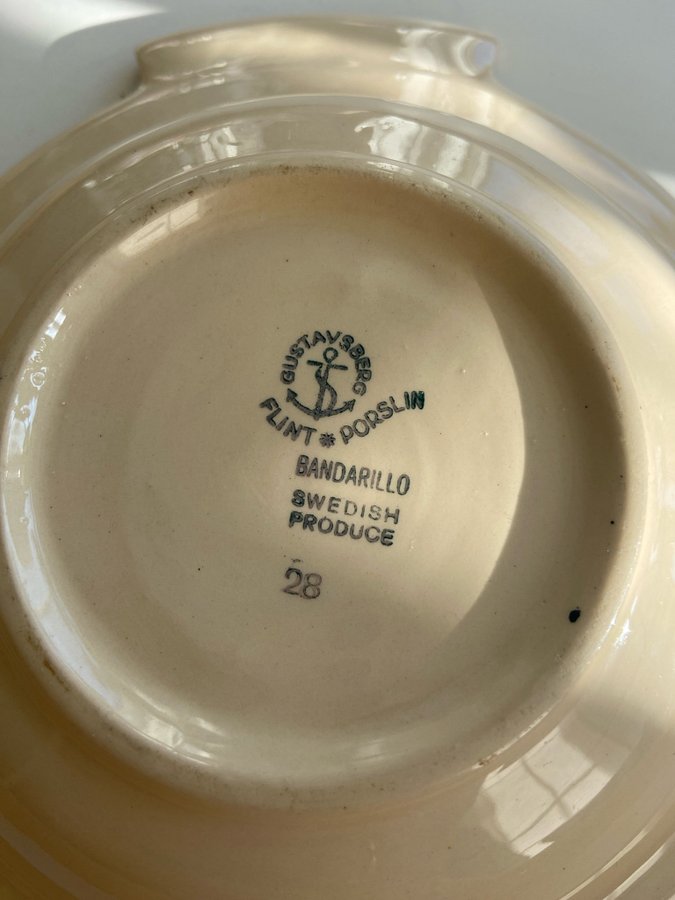 GUSTAVSBERG
FLINT * PORSLIN
BANDARILLO
SWEDISH
PRODUCE
28